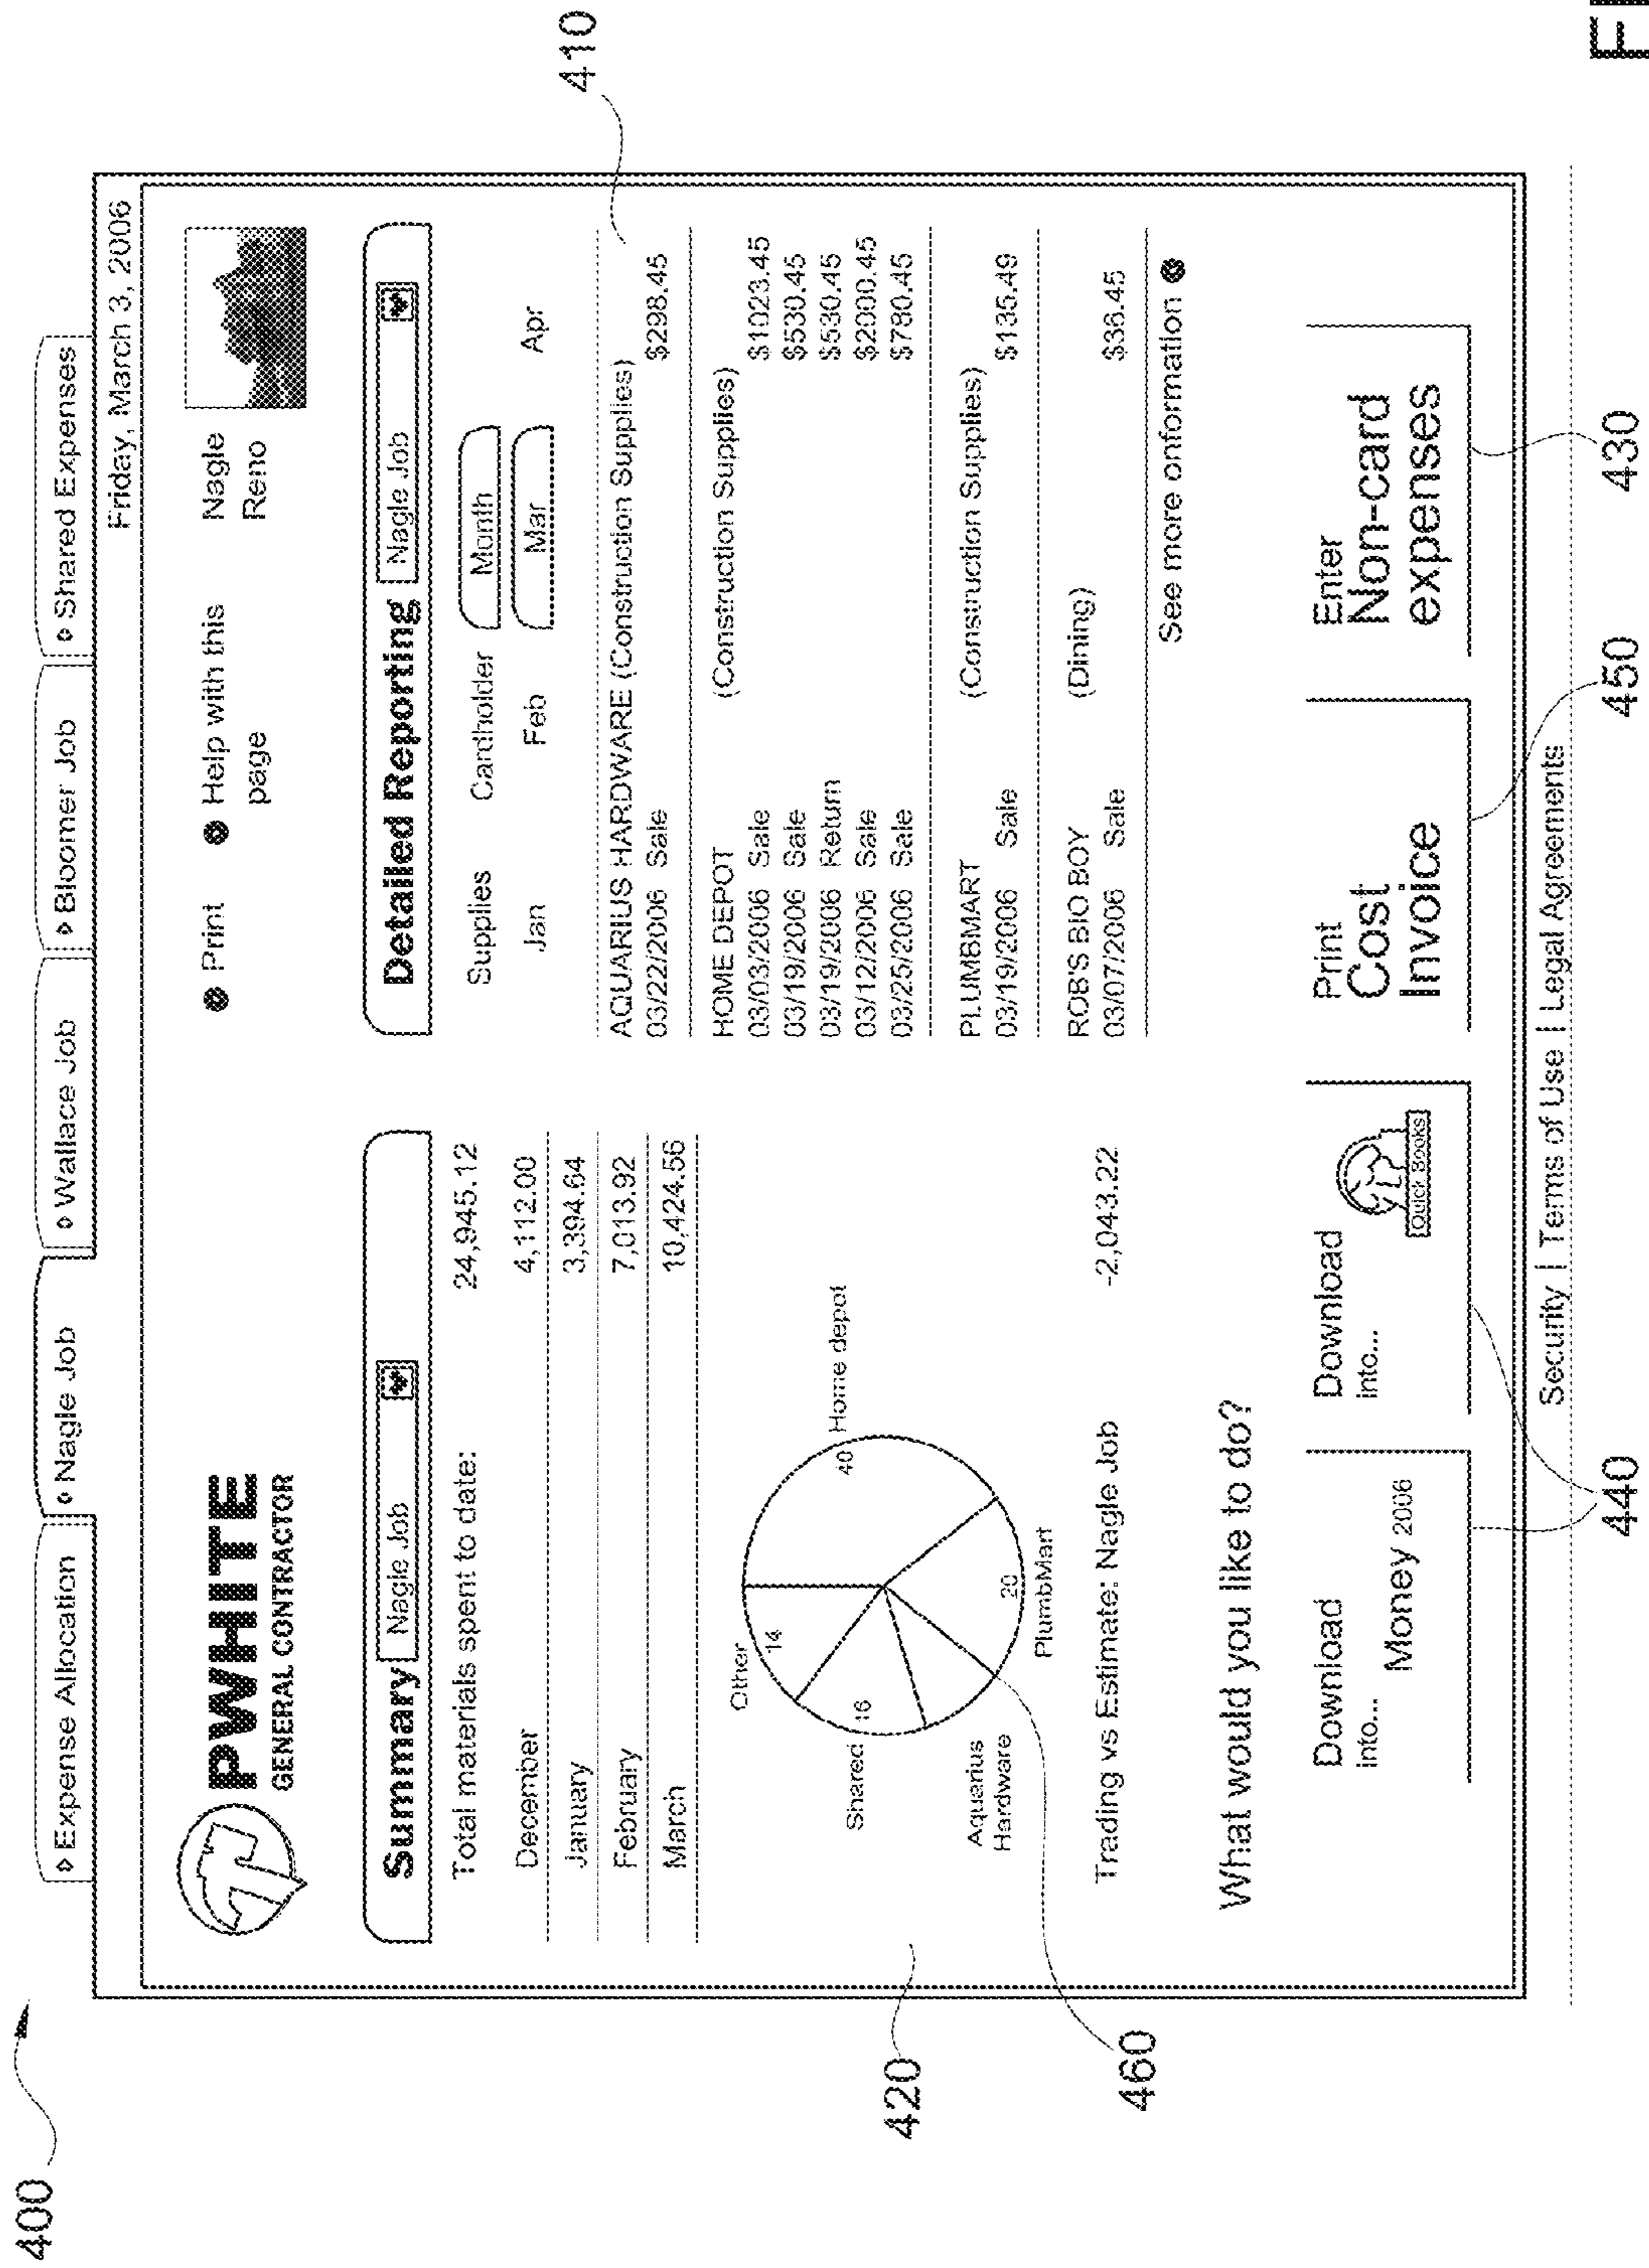 400
Expense Allocation
Nagle Job
Wallace Job
Bloomer Job
Shared Expenses
Friday, March 3, 2006
PWHITE
GENERAL CONTRACTOR
Print
Help with this
page
Nagle
Reno
Summary Nagle Job
Total materials spent to date: 24,945.12
December 4,112.00
January 3,394.64
February 7,013.92
March 10,424.56
Other
14
40
Home depot
Shared
16
20
PlumbMart
Aquarius
Hardware
Trading vs Estimate: Nagle Job -2,043.22
Detailed Reporting Nagle Job
Supplies Cardholder Month
Jan Feb Mar Apr
410
AQUARIUS HARDWARE (Construction Supplies)
03/22/2006 Sale $298.45
HOME DEPOT (Construction Supplies)
03/03/2006 Sale $1023.45
03/19/2006 Sale $530.45
03/19/2006 Return $530.45
03/12/2006 Sale $2000.45
03/25/2006 Sale $780.45
PLUMBMART (Construction Supplies)
03/19/2006 Sale $135.49
ROB'S BIO BOY (Dining)
03/07/2006 Sale $36.45
See more onformation
420
460
What would you like to do?
Download
into...
Money 2006
Download
into...
Quick Books
Print
Cost
Invoice
Enter
Non-card
expenses
Security | Terms of Use | Legal Agreements
440
450
430